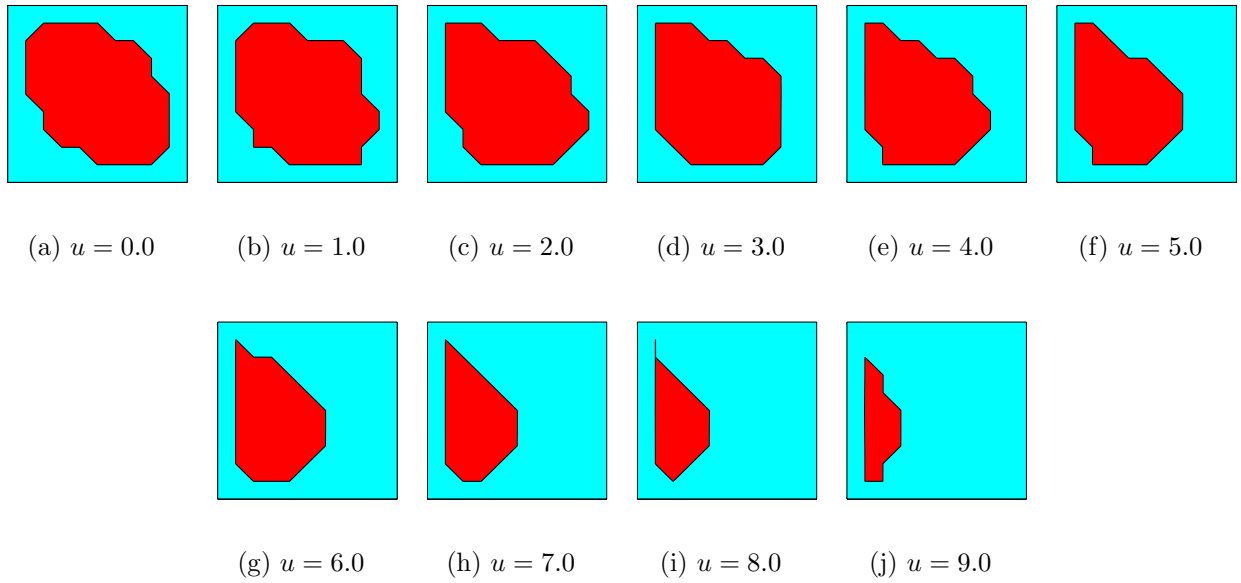 (a) u = 0.0 (b) u = 1.0 (c) u = 2.0 (d) u = 3.0 (e) u = 4.0 (f) u = 5.0
(g) u = 6.0 (h) u = 7.0 (i) u = 8.0 (j) u = 9.0